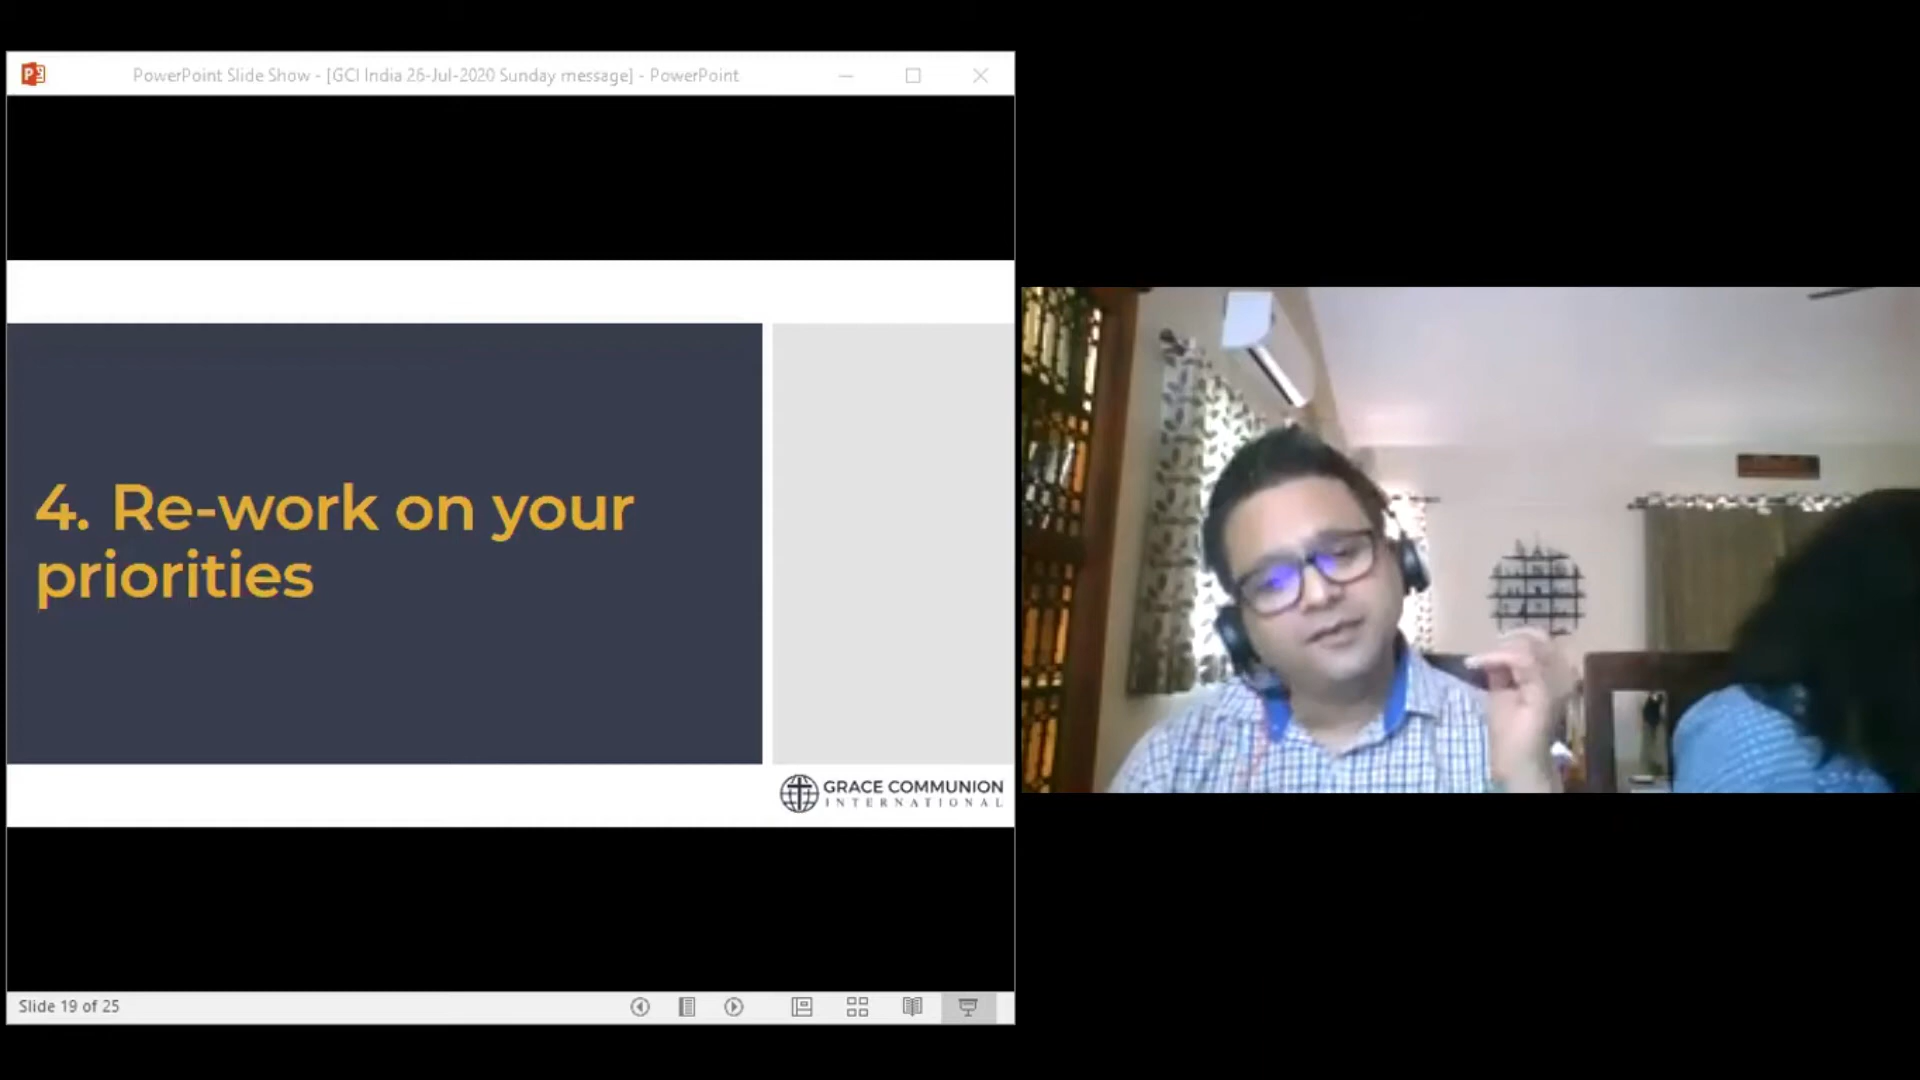 PowerPoint Slide Show - [GCI India 26-Jul-2020 Sunday message] - PowerPoint
4. Re-work on your
priorities
GRACE COMMUNION
INTERNATIONAL
Slide 19 of 25